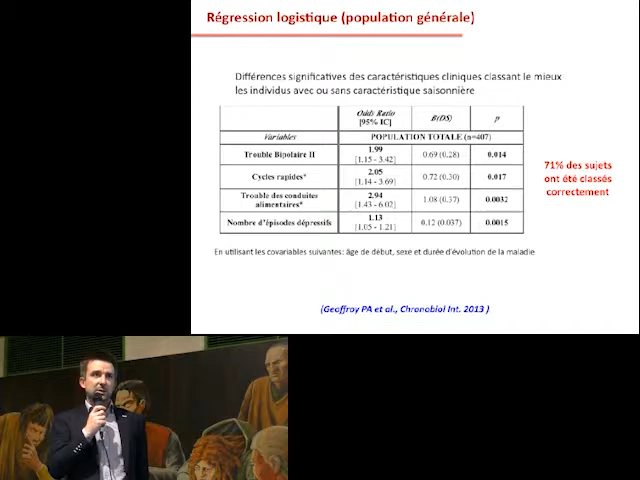 Régression logistique (population générale)
Différences significatives des caractéristiques cliniques classant le mieux
les individus avec ou sans caractéristique saisonnière
Odds Ratio
[95% IC]
B(DS)
p
Variables
POPULATION TOTALE (n=407)
Trouble Bipolaire II
1.99
[1.15 - 3.42]
0.69 (0.28)
0.014
Cycles rapides*
2.05
[1.14 - 3.69]
0.72 (0.30)
0.017
Trouble des conduites
alimentaires*
2.94
[1.43 - 6.02]
1.08 (0.37)
0.0032
Nombre d'épisodes dépressifs
1.13
[1.05 - 1.21]
0.12 (0.037)
0.0015
71% des sujets
ont été classés
correctement
En utilisant les covariables suivantes: âge de début, sexe et durée d'évolution de la maladie
(Geoffroy PA et al., Chronobiol Int. 2013 )